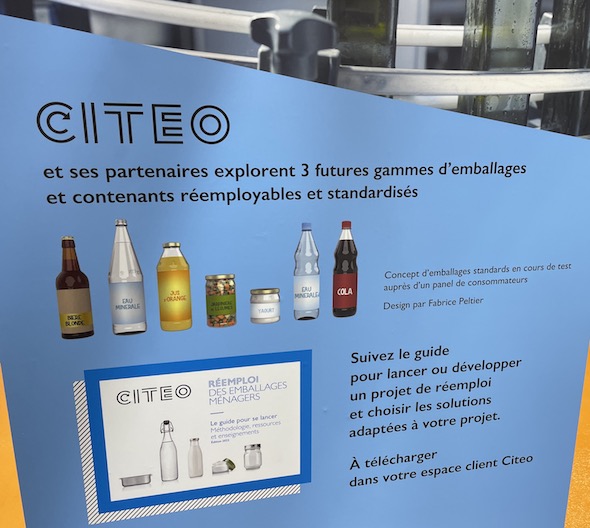 CITEO
et ses partenaires explorent 3 futures gammes d'emballages
et contenants réemployables et standardisés
BIÈRE
BLONDE
EAU
MINERALE
JUS
D'ORANGE
YAOURT
EAU
MINERALE
COLA
Concept d'emballages standards en cours de test
auprès d'un panel de consommateurs
Design par Fabrice Peltier
CITEO
RÉEMPLOI
DES EMBALLAGES
MÉNAGERS
Le guide pour se lancer
Méthodologie, ressources
et enseignements
Suivez le guide
pour lancer ou développer
un projet de réemploi
et choisir les solutions
adaptées à votre projet.
À télécharger
dans votre espace client Citeo